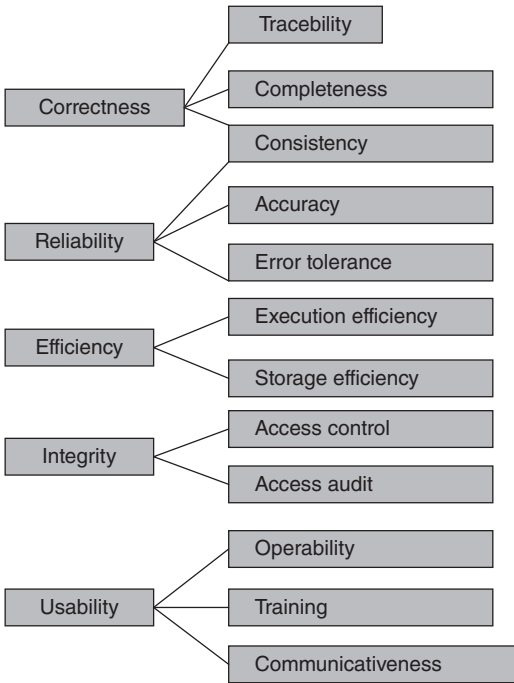 Tracebility
Correctness
Completeness
Consistency
Reliability
Accuracy
Error tolerance
Efficiency
Execution efficiency
Storage efficiency
Integrity
Access control
Access audit
Usability
Operability
Training
Communicativeness